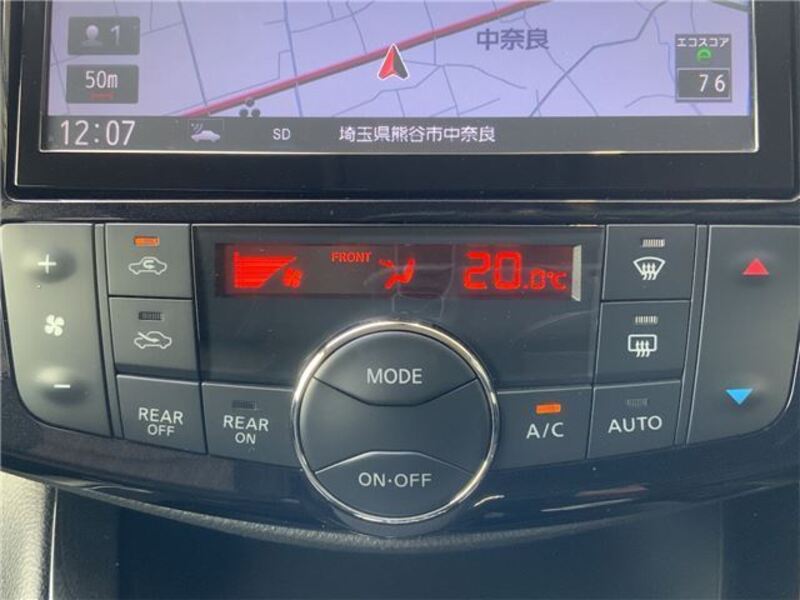 1
中奈良
エコスコア
50m
76
12:07
SD
埼玉県熊谷市中奈良
FRONT
20.0℃
MODE
REAR OFF
REAR ON
A/C
AUTO
ON·OFF